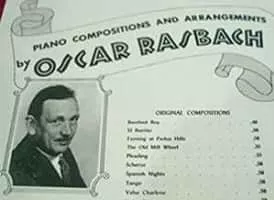 PIANO COMPOSITIONS AND ARRANGEMENTS
by OSCAR RASBACH
ORIGINAL COMPOSITIONS
Barefoot Boy
El Burrito
Evening at Padua Hills
The Old Mill Wheel
Pleading
Scherzo
Spanish Nights
Tango
Valse Charlene